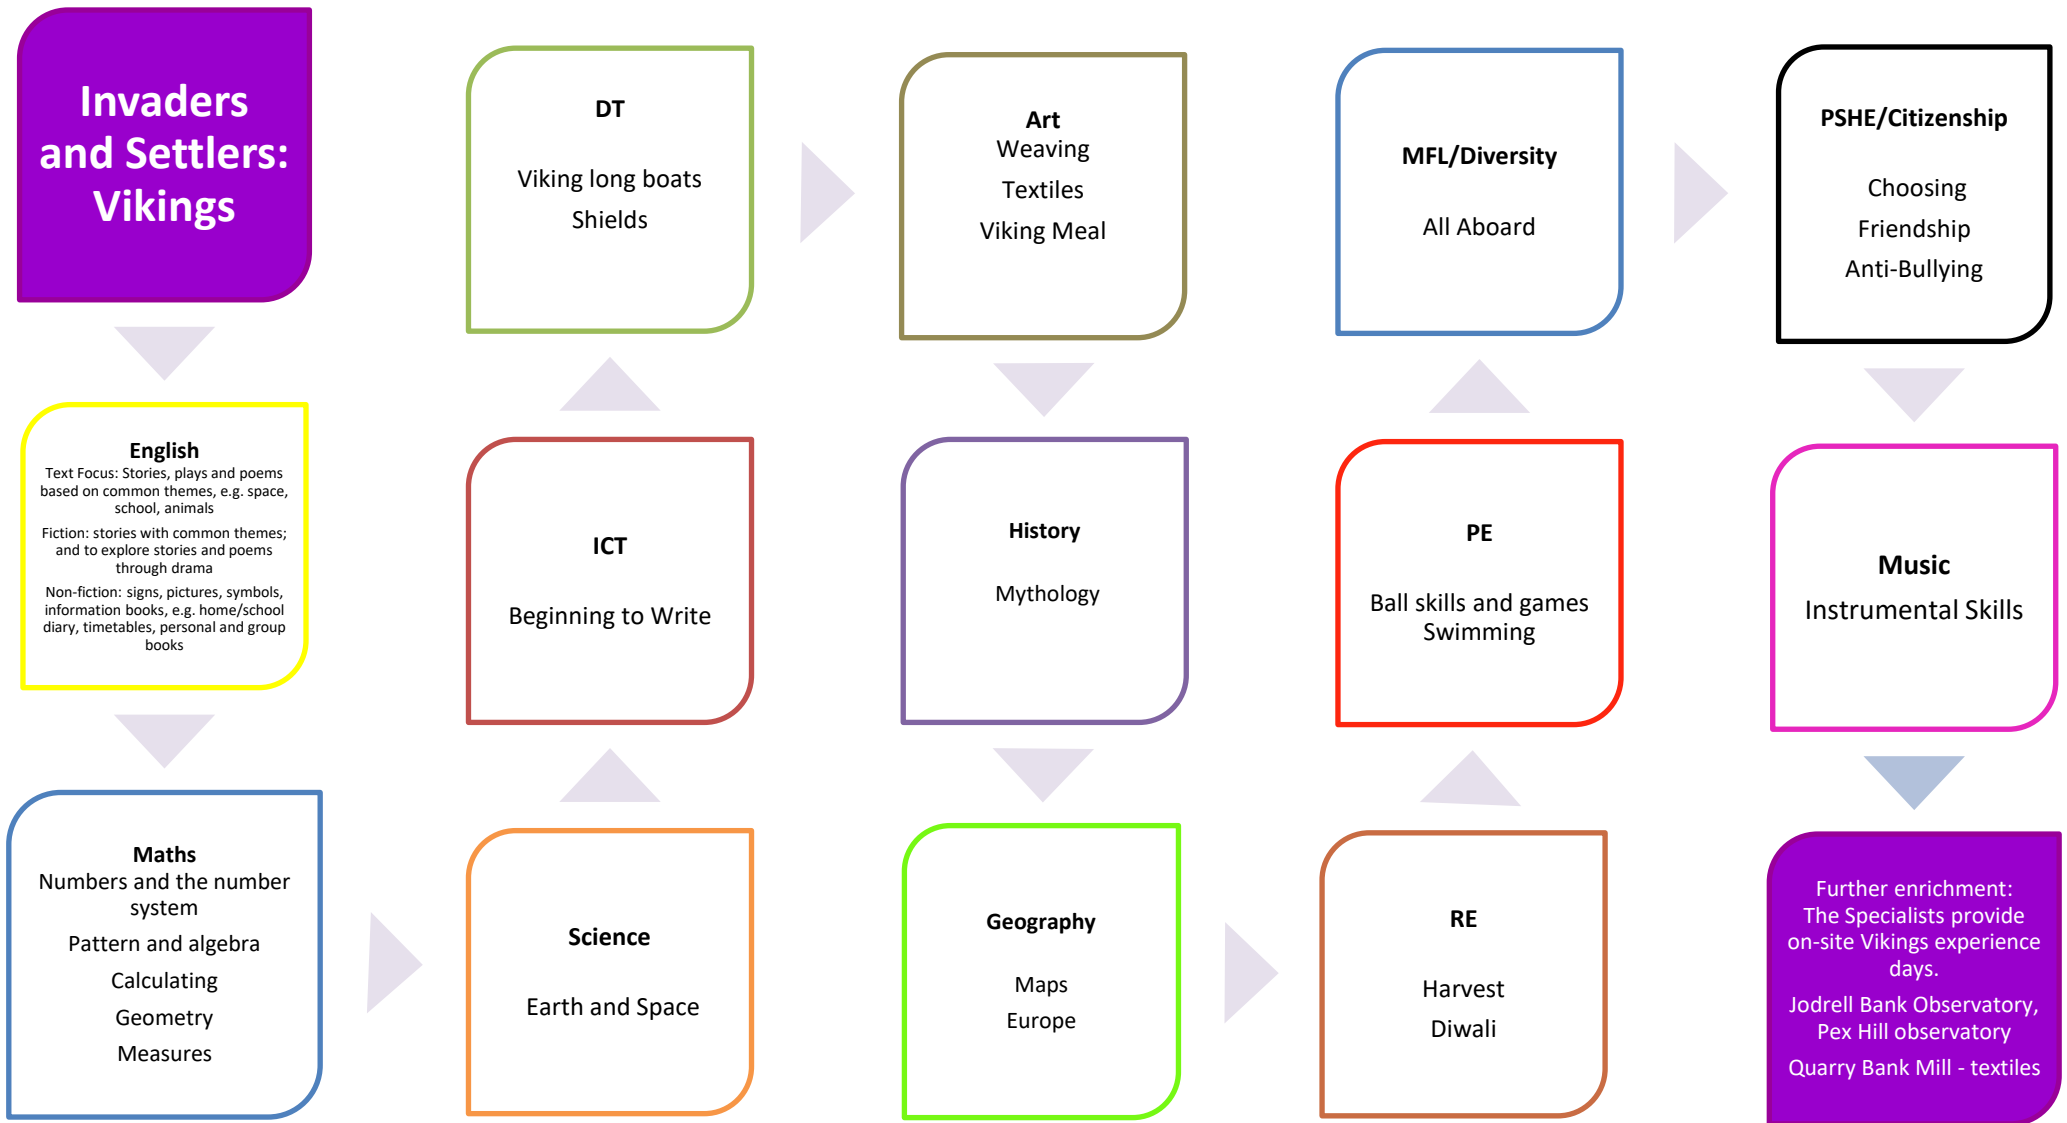 Invaders
and Settlers:
Vikings
English
Text Focus: Stories, plays and poems
based on common themes, e.g. space,
school, animals
Fiction: stories with common themes;
and to explore stories and poems
through drama
Non-fiction: signs, pictures, symbols,
information books, e.g. home/school
diary, timetables, personal and group
books
Maths
Numbers and the number
system
Pattern and algebra
Calculating
Geometry
Measures
Science
Earth and Space
ICT
Beginning to Write
DT
Viking long boats
Shields
Art
Weaving
Textiles
Viking Meal
History
Mythology
Geography
Maps
Europe
RE
Harvest
Diwali
PE
Ball skills and games
Swimming
MFL/Diversity
All Aboard
PSHE/Citizenship
Choosing
Friendship
Anti-Bullying
Music
Instrumental Skills
Further enrichment:
The Specialists provide
on-site Vikings experience
days.
Jodrell Bank Observatory,
Pex Hill observatory
Quarry Bank Mill - textiles